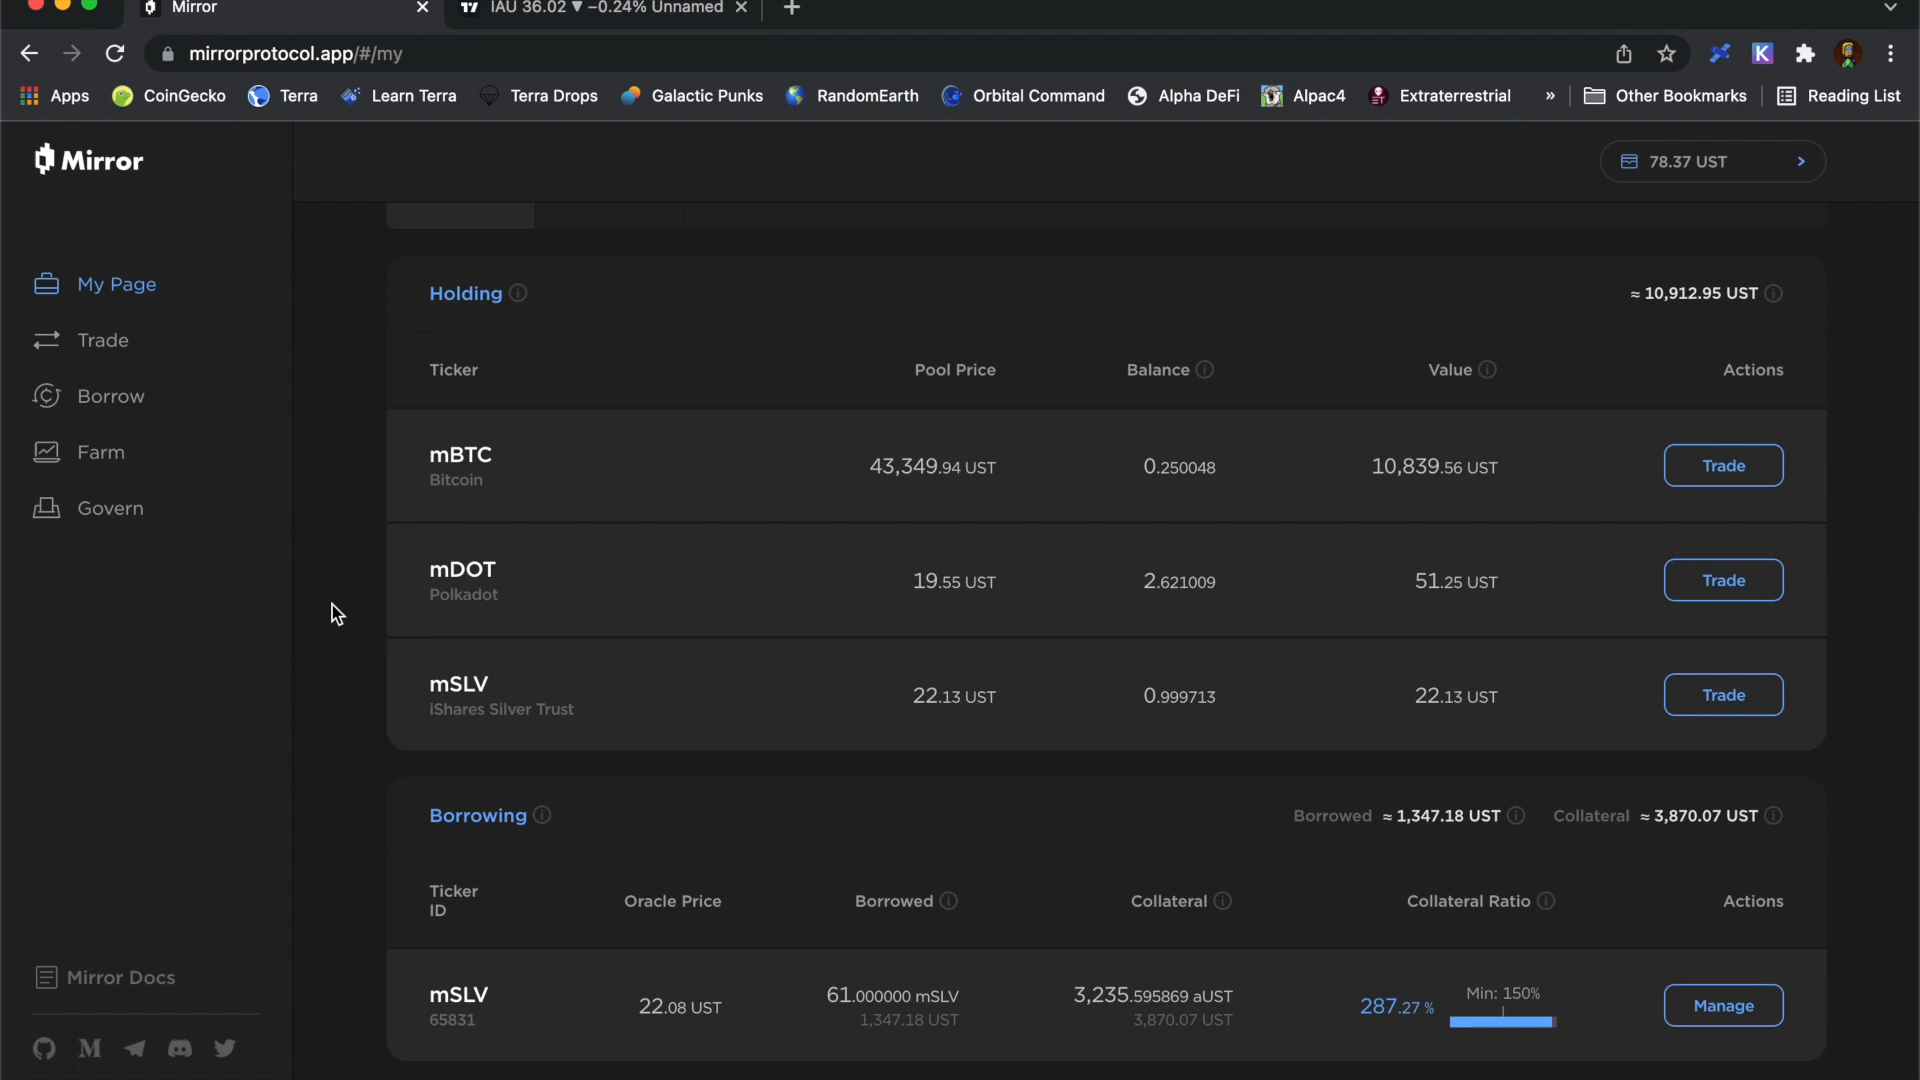 Mirror
IAU 36.02 ▼ −0.24% Unnamed
mirrorprotocol.app/#/my
Apps CoinGecko Terra Learn Terra Terra Drops Galactic Punks RandomEarth Orbital Command Alpha DeFi Alpac4 Extraterrestrial » Other Bookmarks Reading List
Mirror
78.37 UST
My Page
Trade
Borrow
Farm
Govern
Mirror Docs
Holding
≈ 10,912.95 UST
Ticker Pool Price Balance Value Actions
mBTC
Bitcoin
43,349.94 UST 0.250048 10,839.56 UST Trade
mDOT
Polkadot
19.55 UST 2.621009 51.25 UST Trade
mSLV
iShares Silver Trust
22.13 UST 0.999713 22.13 UST Trade
Borrowing
Borrowed ≈ 1,347.18 UST Collateral ≈ 3,870.07 UST
Ticker
ID
Oracle Price Borrowed Collateral Collateral Ratio Actions
mSLV
65831
22.08 UST
61.000000 mSLV
1,347.18 UST
3,235.595869 aUST
3,870.07 UST
287.27 %
Min: 150%
Manage